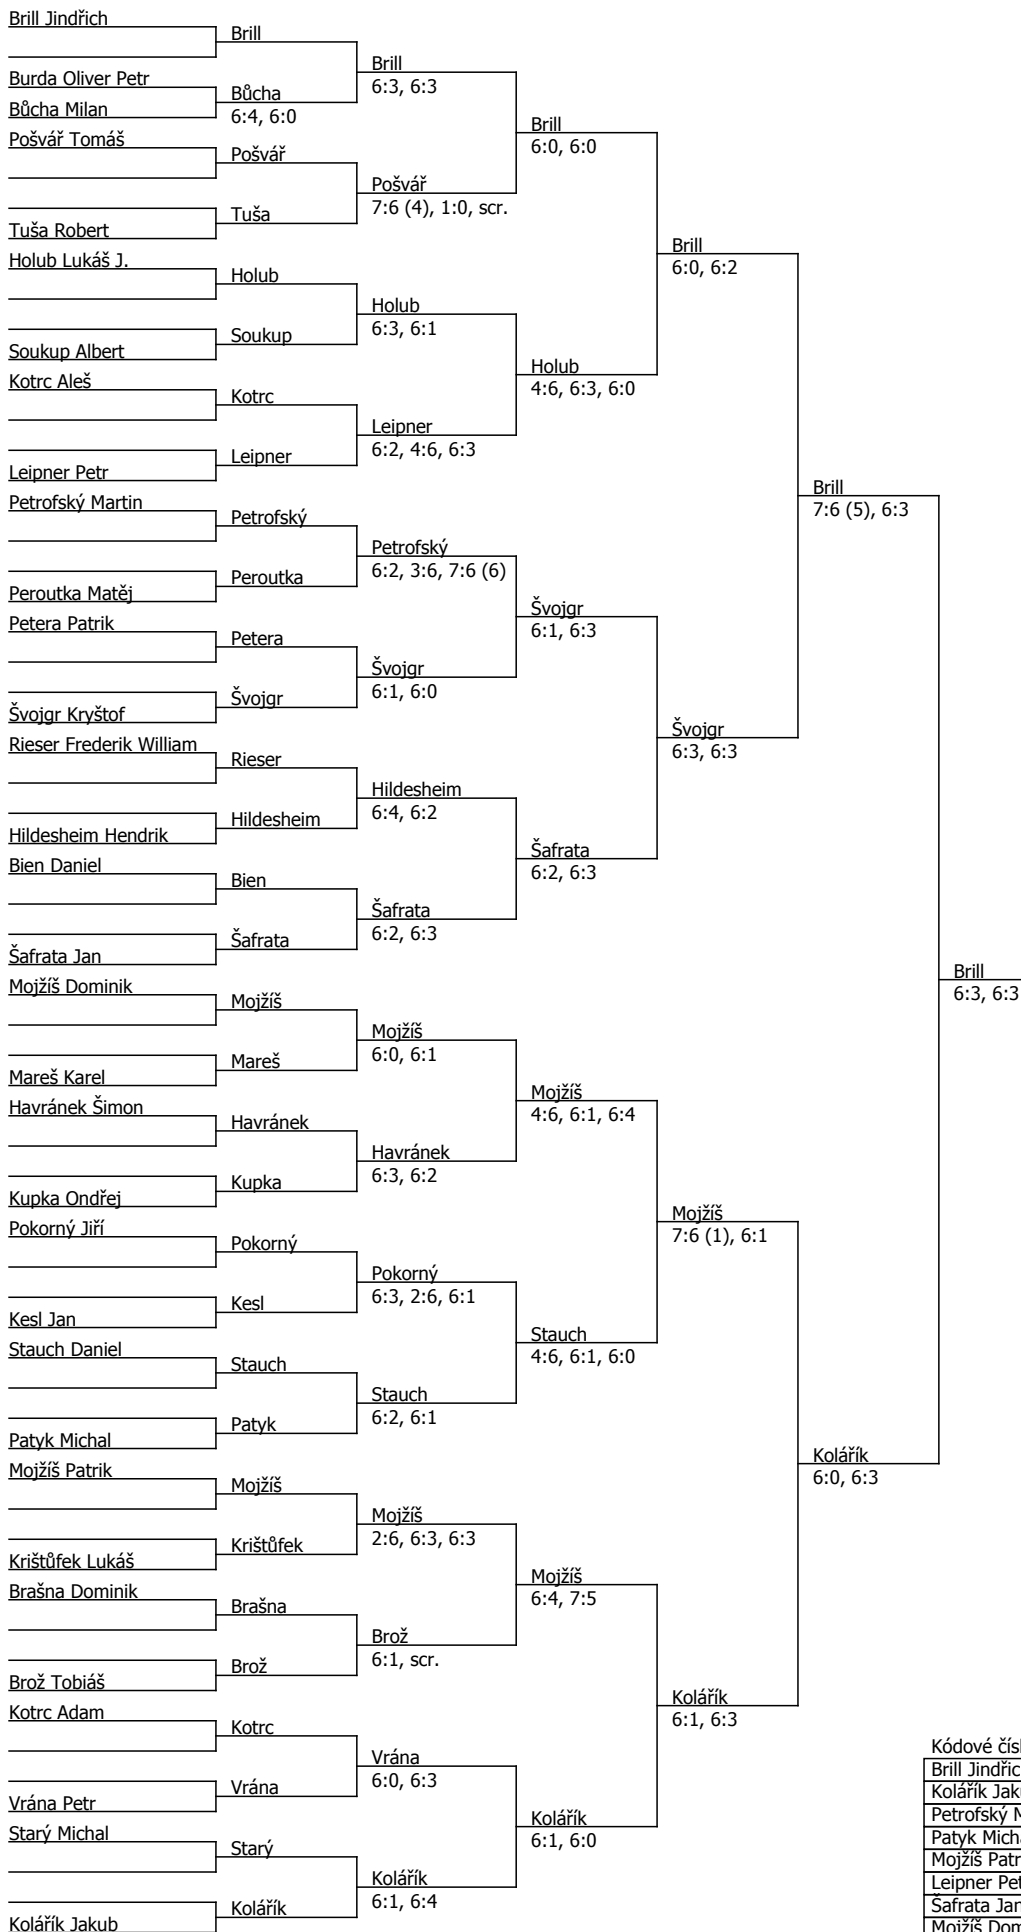 Brill Jindřich
Brill
Brill
6:3, 6:3
Burda Oliver Petr
Bůcha
6:4, 6:0
Bůcha Milan
Brill
6:0, 6:0
Pošvář Tomáš
Pošvář
Pošvář
7:6 (4), 1:0, scr.
Tuša
Tuša Robert
Brill
6:0, 6:2
Holub Lukáš J.
Holub
Holub
6:3, 6:1
Soukup
Soukup Albert
Holub
4:6, 6:3, 6:0
Kotrc Aleš
Kotrc
Leipner
6:2, 4:6, 6:3
Leipner
Leipner Petr
Brill
7:6 (5), 6:3
Petrofský Martin
Petrofský
Petrofský
6:2, 3:6, 7:6 (6)
Peroutka
Peroutka Matěj
Švojgr
6:1, 6:3
Petera Patrik
Petera
Švojgr
6:1, 6:0
Švojgr
Švojgr Kryštof
Švojgr
6:3, 6:3
Rieser Frederik William
Rieser
Hildesheim
6:4, 6:2
Hildesheim
Hildesheim Hendrik
Šafrata
6:2, 6:3
Bien Daniel
Bien
Šafrata
6:2, 6:3
Šafrata
Šafrata Jan
Brill
6:3, 6:3
Mojžíš Dominik
Mojžíš
Mojžíš
6:0, 6:1
Mareš
Mareš Karel
Mojžíš
4:6, 6:1, 6:4
Havránek Šimon
Havránek
Havránek
6:3, 6:2
Kupka
Kupka Ondřej
Mojžíš
7:6 (1), 6:1
Pokorný Jiří
Pokorný
Pokorný
6:3, 2:6, 6:1
Kesl
Kesl Jan
Stauch
4:6, 6:1, 6:0
Stauch Daniel
Stauch
Stauch
6:2, 6:1
Patyk
Patyk Michal
Kolářík
6:0, 6:3
Mojžíš Patrik
Mojžíš
Mojžíš
2:6, 6:3, 6:3
Krištůfek
Krištůfek Lukáš
Mojžíš
6:4, 7:5
Brašna Dominik
Brašna
Brož
6:1, scr.
Brož
Brož Tobiáš
Kolářík
6:1, 6:3
Kotrc Adam
Kotrc
Vrána
6:0, 6:3
Vrána
Vrána Petr
Kolářík
6:1, 6:0
Starý Michal
Starý
Kolářík
6:1, 6:4
Kolářík
Kolářík Jakub
Kódové
Brill
Kolářík
Petrofský
Patyk
Mojžíš
Leipner
Šafrata Jan
Mojžíš